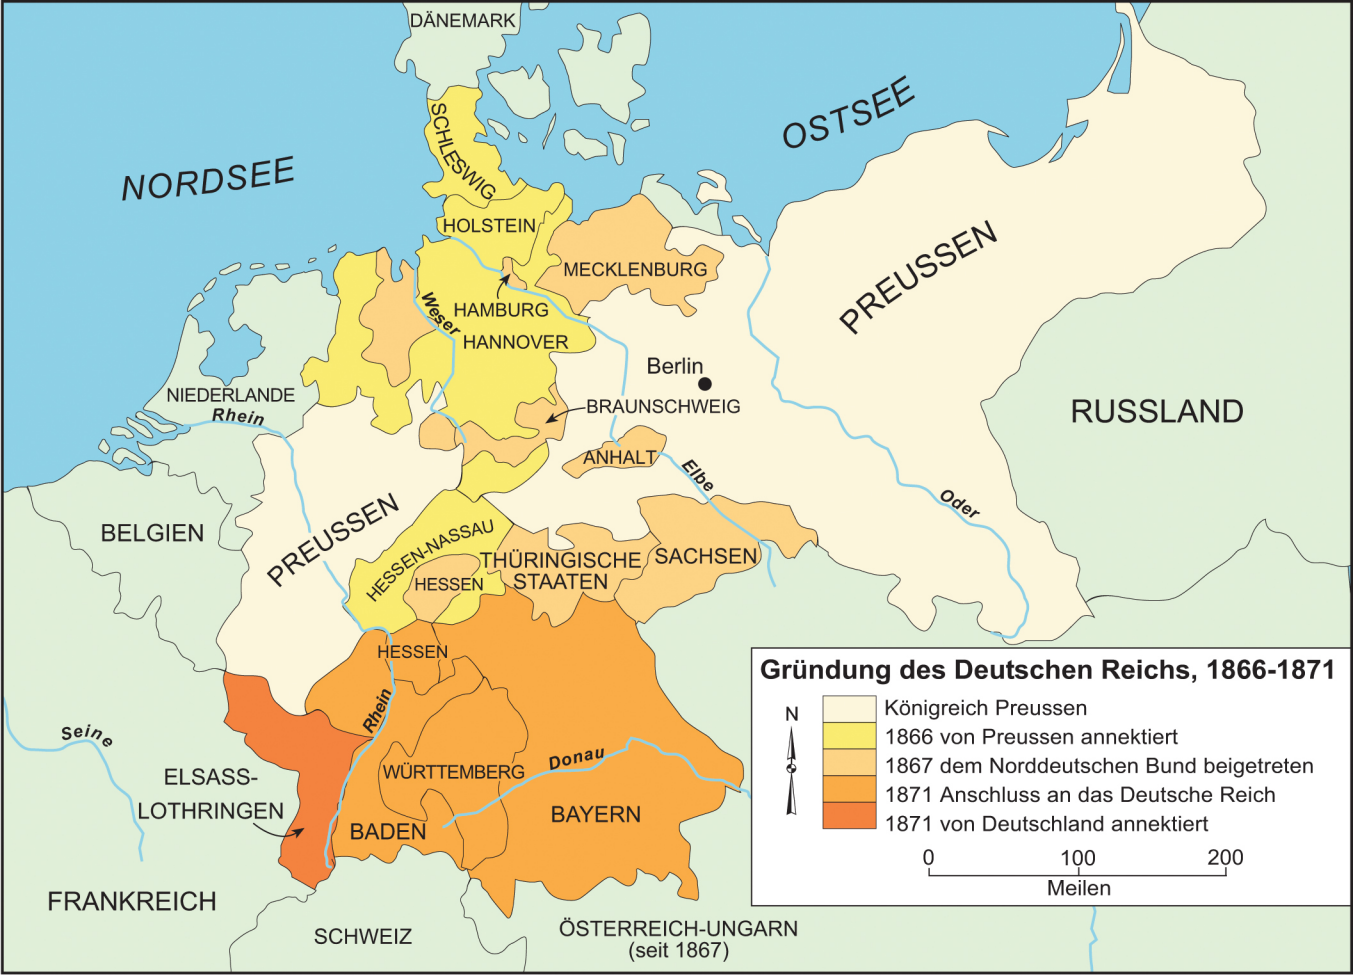 DÄNEMARK
OSTSEE
NORDSEE
SCHLESWIG
HOLSTEIN
MECKLENBURG
PREUSSEN
HAMBURG
Weser
HANNOVER
Berlin
NIEDERLANDE
Rhein
BRAUNSCHWEIG
RUSSLAND
ANHALT
Elbe
Oder
BELGIEN
PREUSSEN
HESSEN-NASSAU
HESSEN
THÜRINGISCHE
STAATEN
SACHSEN
HESSEN
Rhein
Seine
ELSASS-
LOTHRINGEN
WÜRTTEMBERG
Donau
BADEN
BAYERN
FRANKREICH
SCHWEIZ
ÖSTERREICH-UNGARN
(seit 1867)
Gründung des Deutschen Reichs, 1866-1871
N
Königreich Preussen
1866 von Preussen annektiert
1867 dem Norddeutschen Bund beigetreten
1871 Anschluss an das Deutsche Reich
1871 von Deutschland annektiert
0 100 200
Meilen